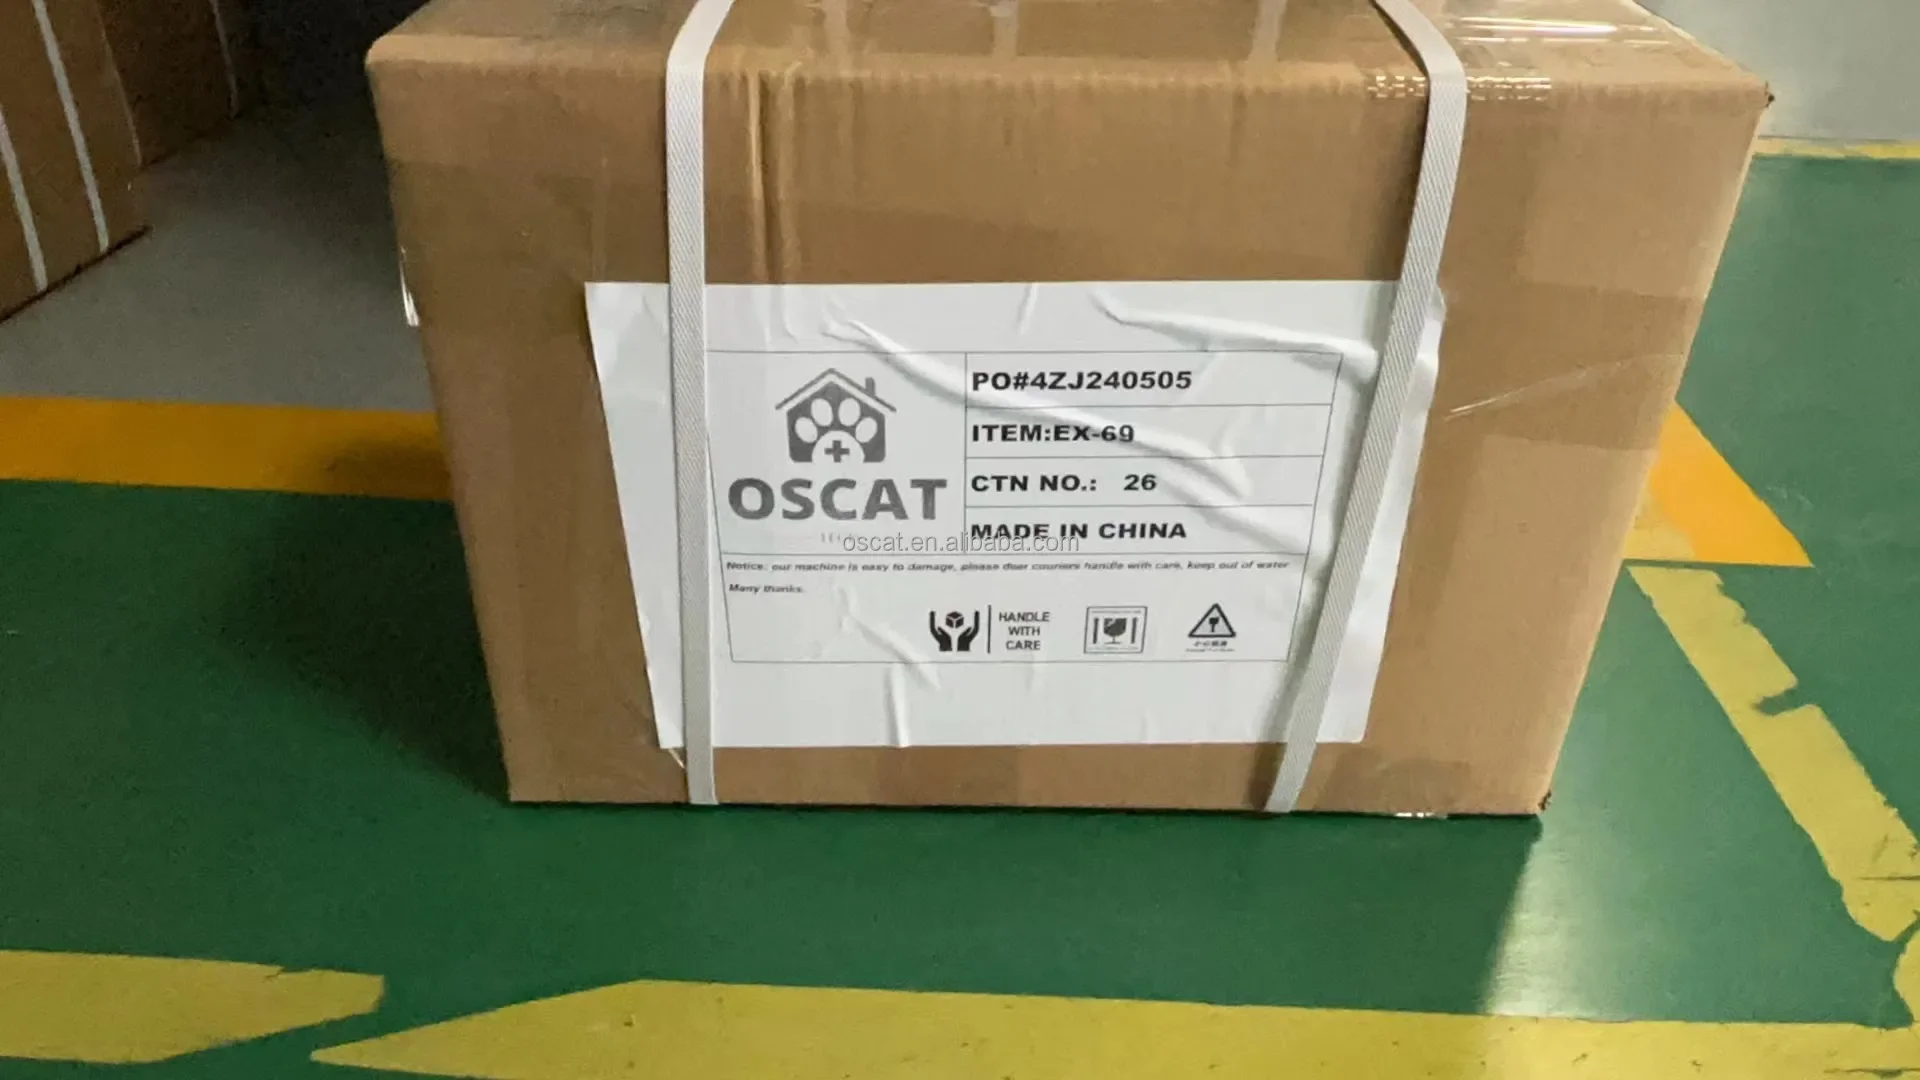 PO#4ZJ240505
ITEM:EX-69
CTN NO.: 26
MADE IN CHINA
OSCAT
oscat.en.alibaba.com
Notice: our machine is easy to damage, please dear couriers handle with care, keep out of water
Many thanks.
HANDLE
WITH
CARE